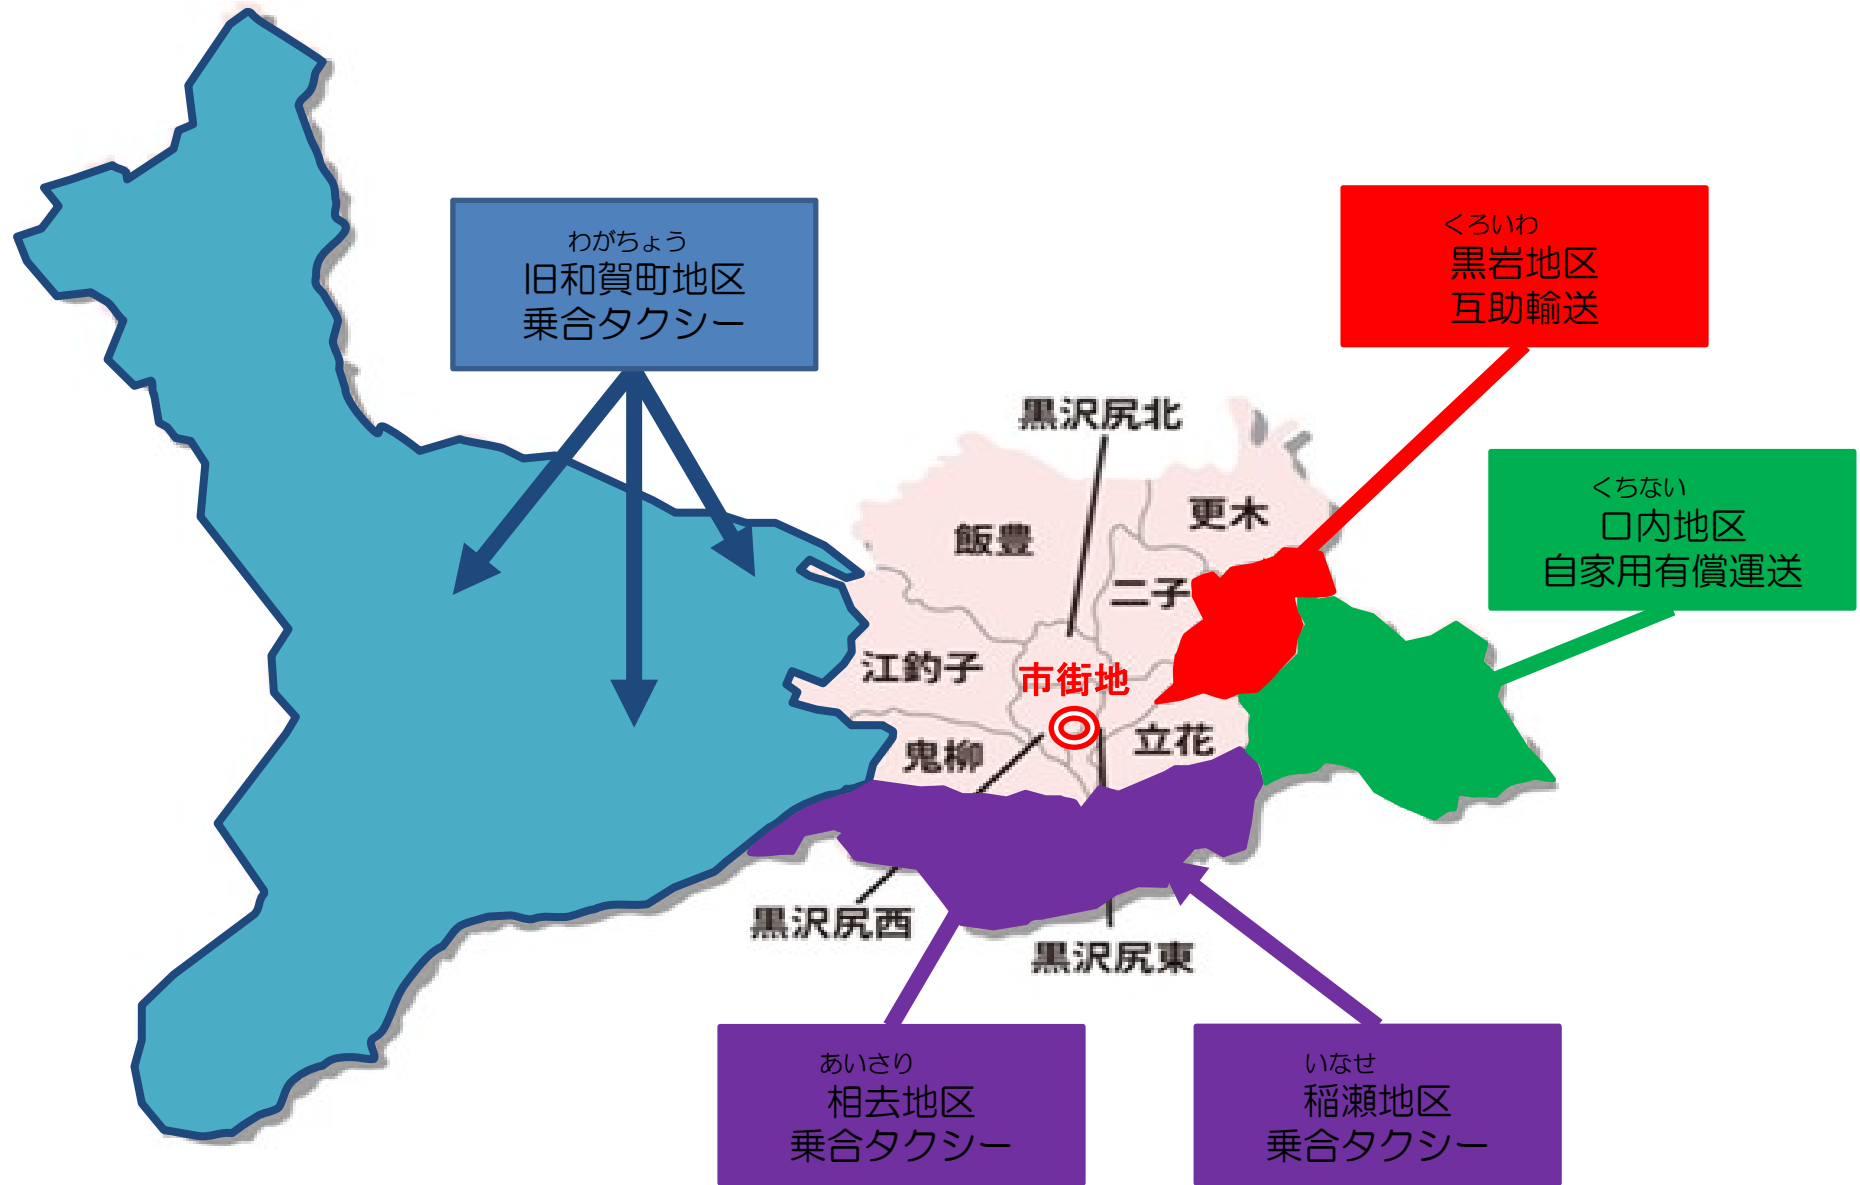 わがちょう
旧和賀町地区
乗合タクシー
くろいわ
黒岩地区
互助輸送
くちない
口内地区
自家用有償運送
黒沢尻北
更木
飯豊
二子
江釣子
市街地
鬼柳
立花
黒沢尻西
黒沢尻東
あいさり
相去地区
乗合タクシー
いなせ
稲瀬地区
乗合タクシー